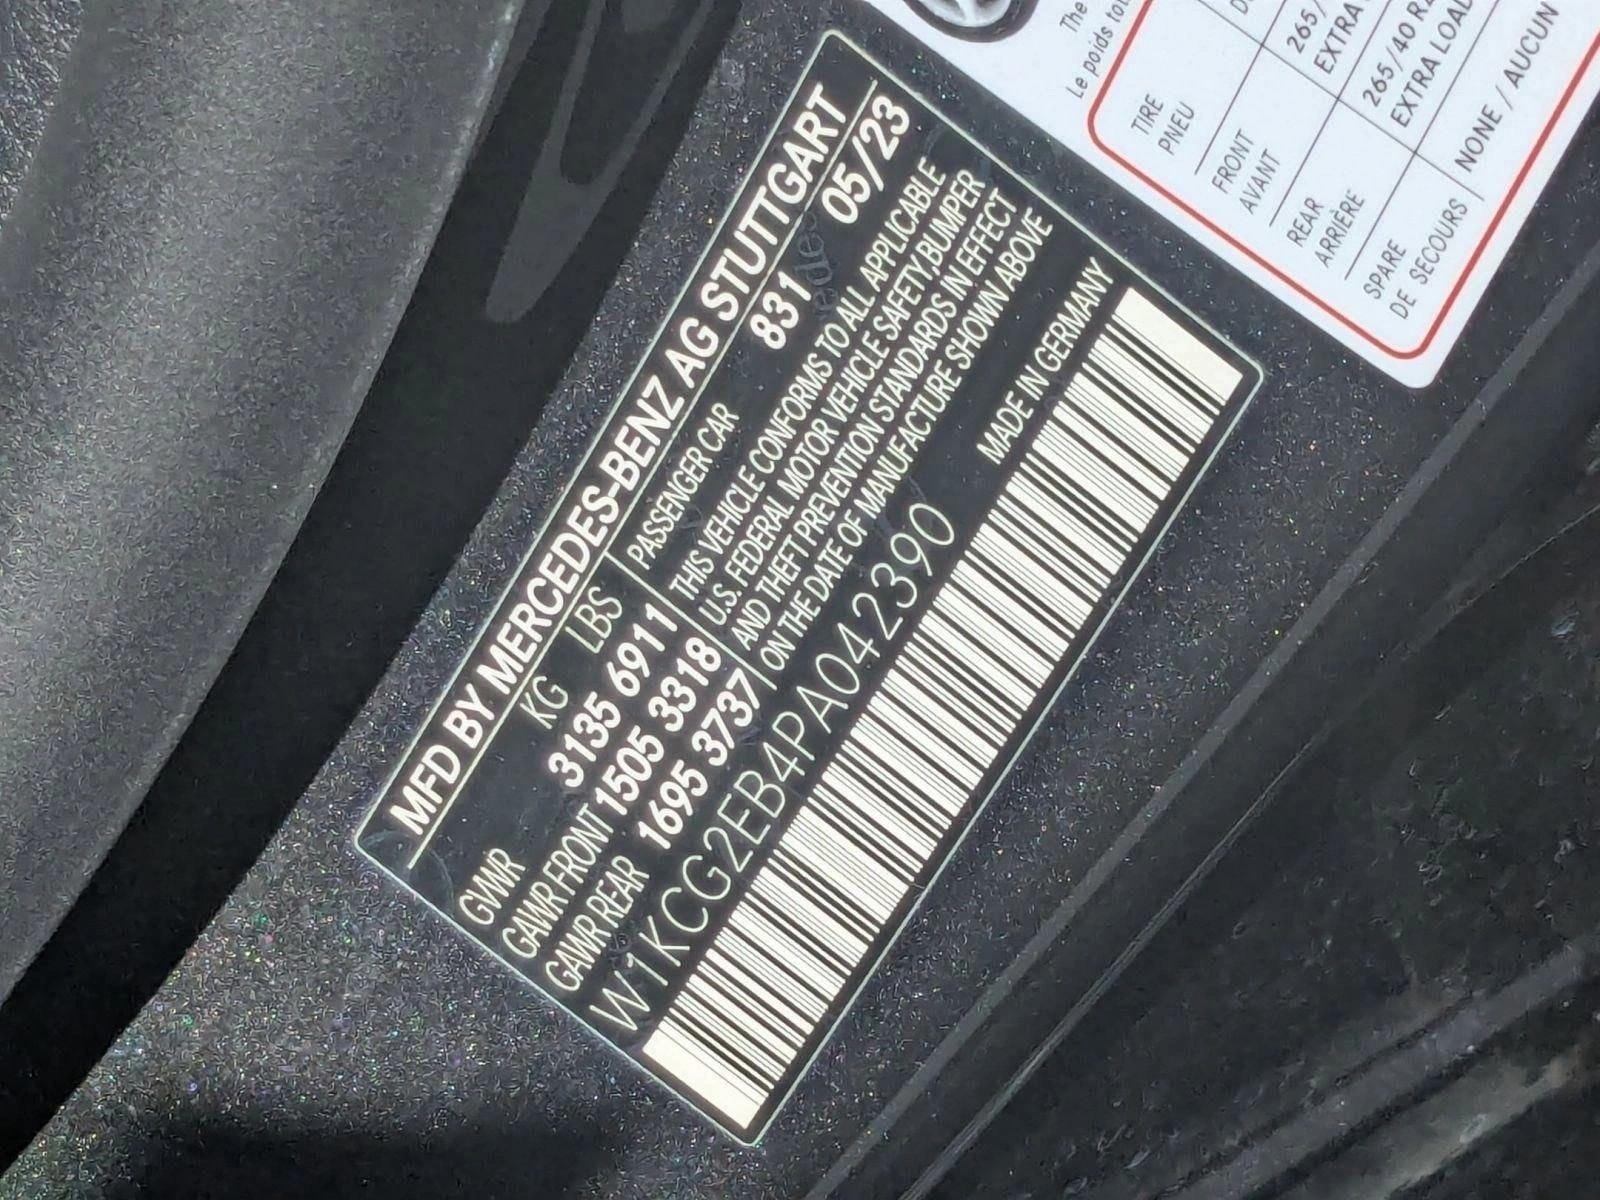 MFD BY MERCEDES-BENZ AG STUTTGART
831 05/23
KG LBS
GVWR 3135 6911
GAWR FRONT 1505 3318
GAWR REAR 1695 3737
PASSENGER CAR
THIS VEHICLE CONFORMS TO ALL APPLICABLE
U.S. FEDERAL MOTOR VEHICLE SAFETY,BUMPER
AND THEFT PREVENTION STANDARDS IN EFFECT
ON THE DATE OF MANUFACTURE SHOWN ABOVE
MADE IN GERMANY
W1KCG2EB4PA042390
The
Le poids
TIRE
PNEU
FRONT
AVANT
265/
EXTRA
REAR
ARRIÈRE
265/40
EXTRA LOAD
SPARE
DE SECOURS
NONE / AUCUN